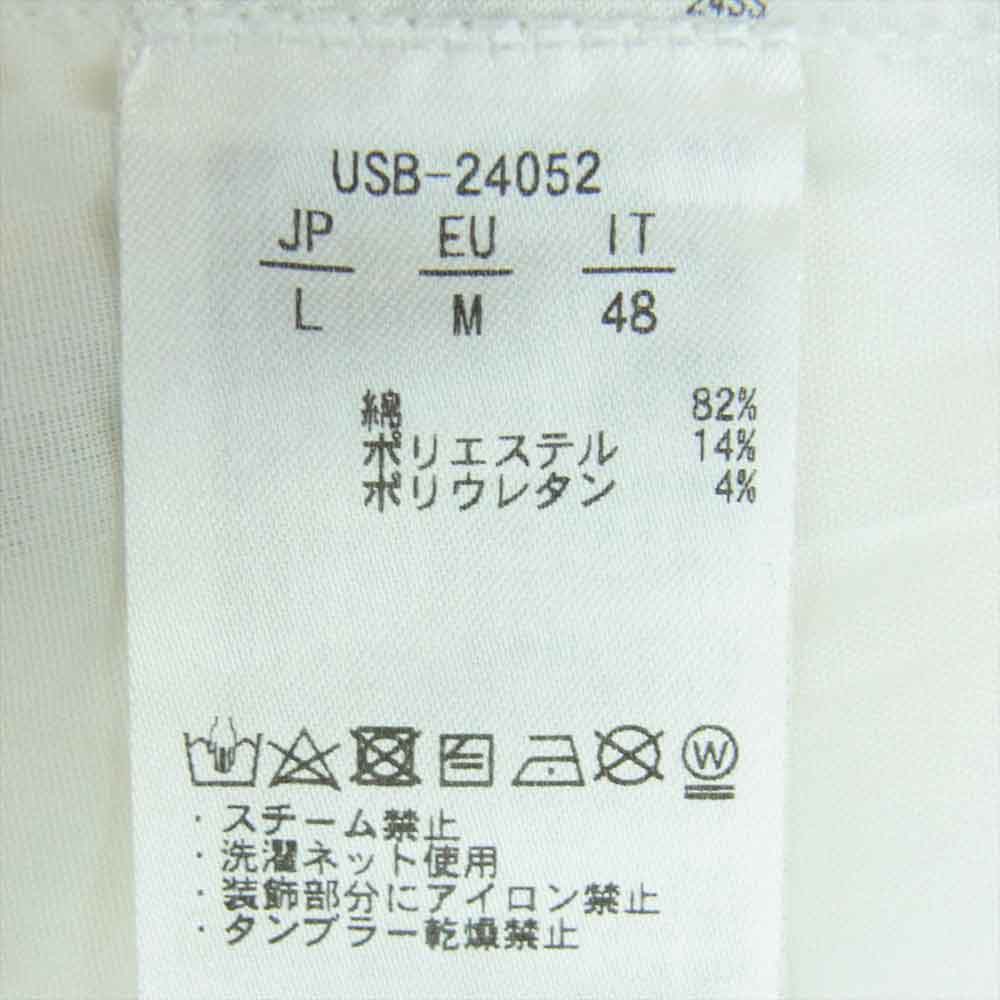 24SS
USB-24052
JP EU IT
L M 48
綿 82%
ポリエステル 14%
ポリウレタン 4%
W
・スチーム禁止
・洗濯ネット使用
・装飾部分にアイロン禁止
・タンブラー乾燥禁止